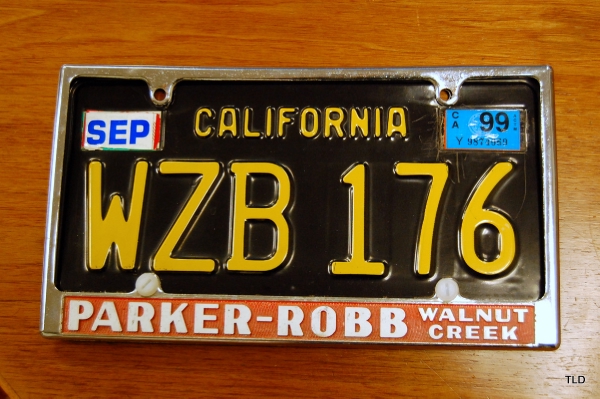 CALIFORNIA
SEP
CA 99
WZB 176
PARKER-ROBB WALNUT CREEK
TLD